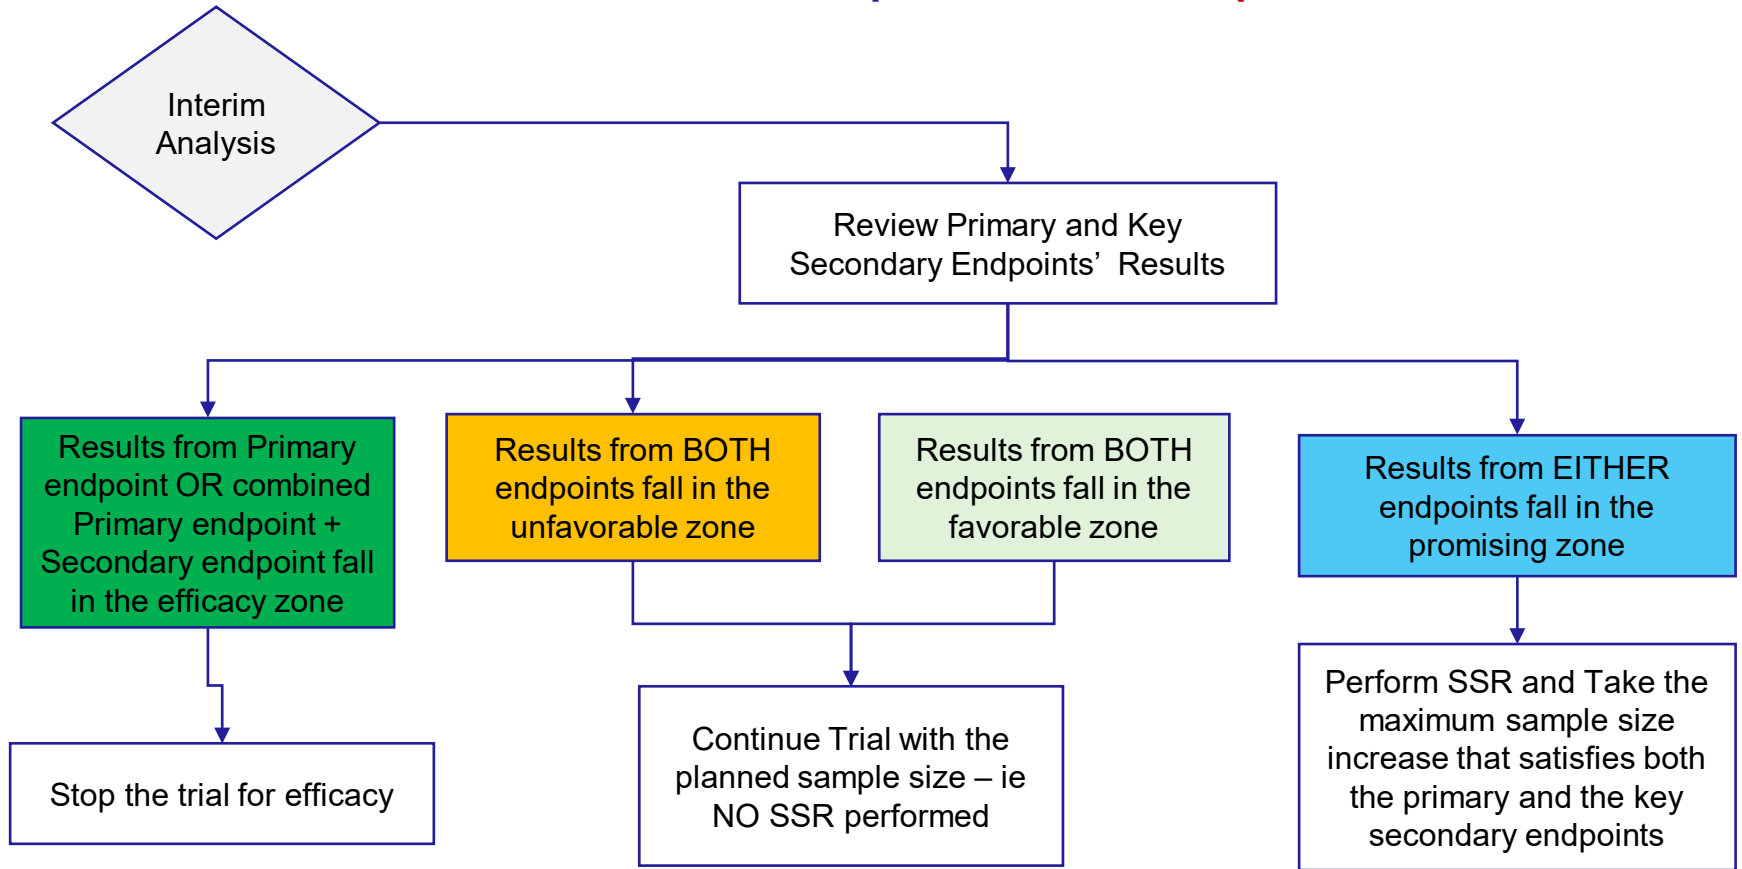 Interim
Analysis
Review Primary and Key
Secondary Endpoints’ Results
Results from Primary
endpoint OR combined
Primary endpoint +
Secondary endpoint fall
in the efficacy zone
Results from BOTH
endpoints fall in the
unfavorable zone
Results from BOTH
endpoints fall in the
favorable zone
Results from EITHER
endpoints fall in the
promising zone
Stop the trial for efficacy
Continue Trial with the
planned sample size – ie
NO SSR performed
Perform SSR and Take the
maximum sample size
increase that satisfies both
the primary and the key
secondary endpoints